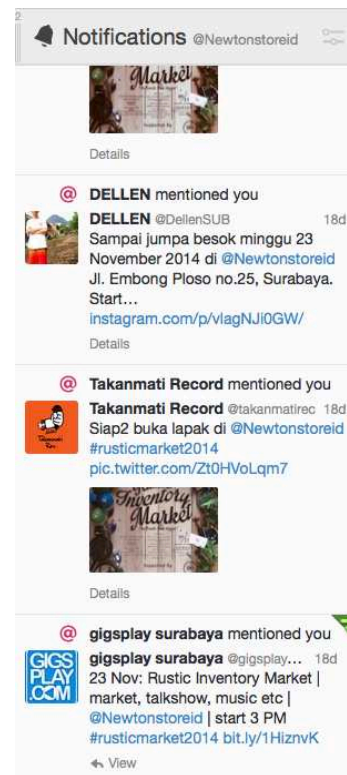 2
Notifications @Newtonstoreid
Market
Details
@ DELLEN mentioned you
DELLEN @DellenSUB 18d
Sampai jumpa besok minggu 23
November 2014 di @Newtonstoreid
Jl. Embong Ploso no.25, Surabaya.
Start…
instagram.com/p/vlagNJi0GW/
Details
@ Takanmati Record mentioned you
Takanmati Record @takanmatirec 18d
Siap2 buka lapak di @Newtonstoreid
#rusticmarket2014
pic.twitter.com/Zt0HVoLqm7
Inventory
Market
Details
@ gigsplay surabaya mentioned you
GIGS
PLAY
.COM
gigsplay surabaya @gigsplay... 18d
23 Nov: Rustic Inventory Market |
market, talkshow, music etc |
@Newtonstoreid | start 3 PM
#rusticmarket2014 bit.ly/1HiznvK
View